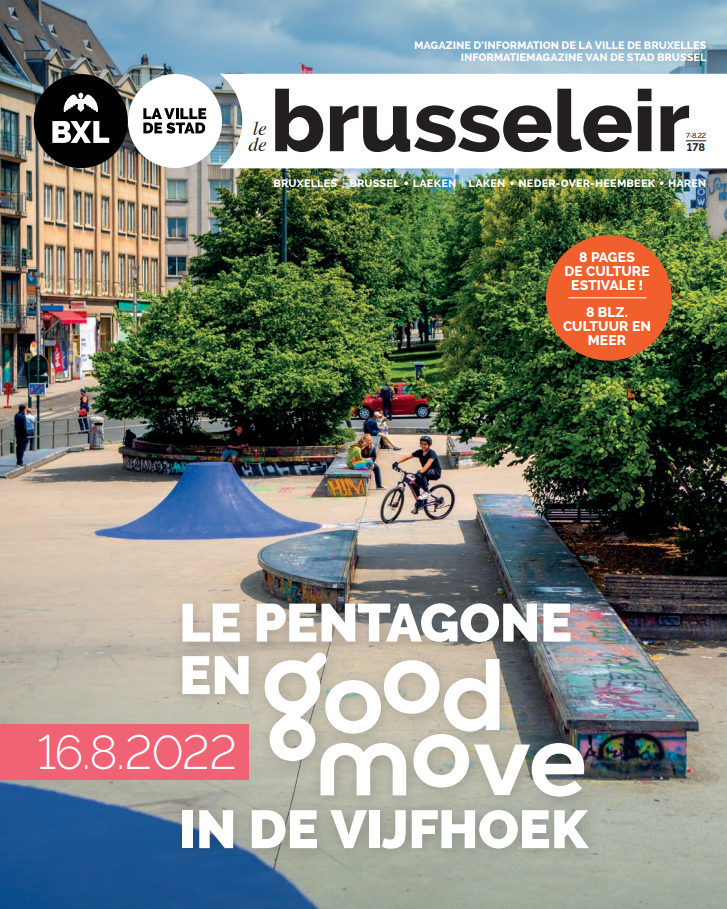 MAGAZINE D'INFORMATION DE LA VILLE DE BRUXELLES
INFORMATIEMAGAZINE VAN DE STAD BRUSSEL
BXL
LA VILLE
DE STAD
le
de
brusseleir
7-8.22
178
BRUXELLES | BRUSSEL • LAEKEN | LAKEN • NEDER-OVER-HEEMBEEK • HAREN
8 PAGES
DE CULTURE
ESTIVALE !
8 BLZ.
CULTUUR EN
MEER
LE PENTAGONE
EN good
move
16.8.2022
IN DE VIJFHOEK